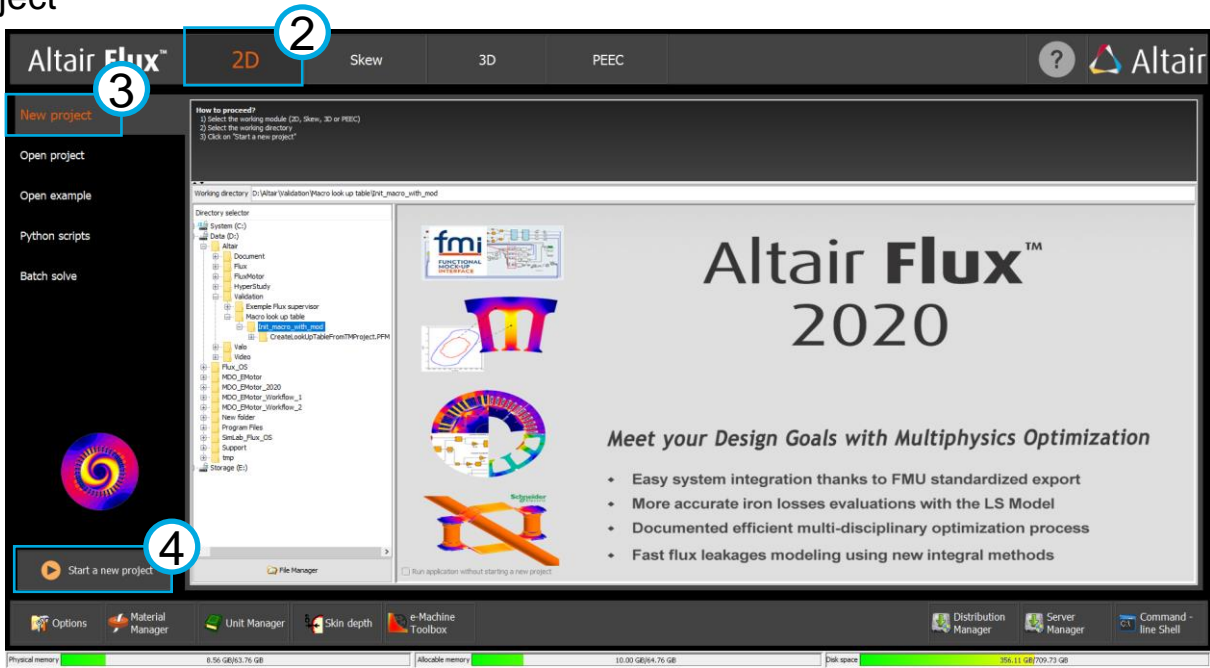 ject
2
Altair Flux™
2D
Skew
3D
PEEC
?
Altair
3
New project
Open project
Open example
Python scripts
Batch solve
How to proceed?
1) Select the working module (2D, Skew, 3D or PEEC)
2) Select the working directory
3) Click on "Start a new project"
Working directory D:\Altair\Validation\Macro look up table\Init_macro_with_mod
Directory selector
System (C:)
Data (D:)
Altair
Document
Flux
FluxMotor
HyperStudy
Validation
Exemple Flux supervisor
Macro look up table
Init_macro_with_mod
CreateLookUpTableFromTMProject.PFM
Valo
Video
Flux_OS
MDO_EMotor
MDO_EMotor_2020
MDO_EMotor_Workflow_1
MDO_EMotor_Workflow_2
New folder
Program Files
SimLab_Flux_OS
Support
tmp
Storage (E:)
File Manager
fmi
FUNCTIONAL
MOCK-UP
INTERFACE
Schneider
Altair Flux™
2020
Meet your Design Goals with Multiphysics Optimization
• Easy system integration thanks to FMU standardized export
• More accurate iron losses evaluations with the LS Model
• Documented efficient multi-disciplinary optimization process
• Fast flux leakages modeling using new integral methods
Run application without starting a new project
4
Start a new project
Options
Material
Manager
Unit Manager
Skin depth
e-Machine
Toolbox
Distribution
Manager
Server
Manager
Command -
line Shell
Physical memory
8.56 GB/63.76 GB
Allocable memory
10.00 GB/64.76 GB
Disk space
356.11 GB/709.73 GB